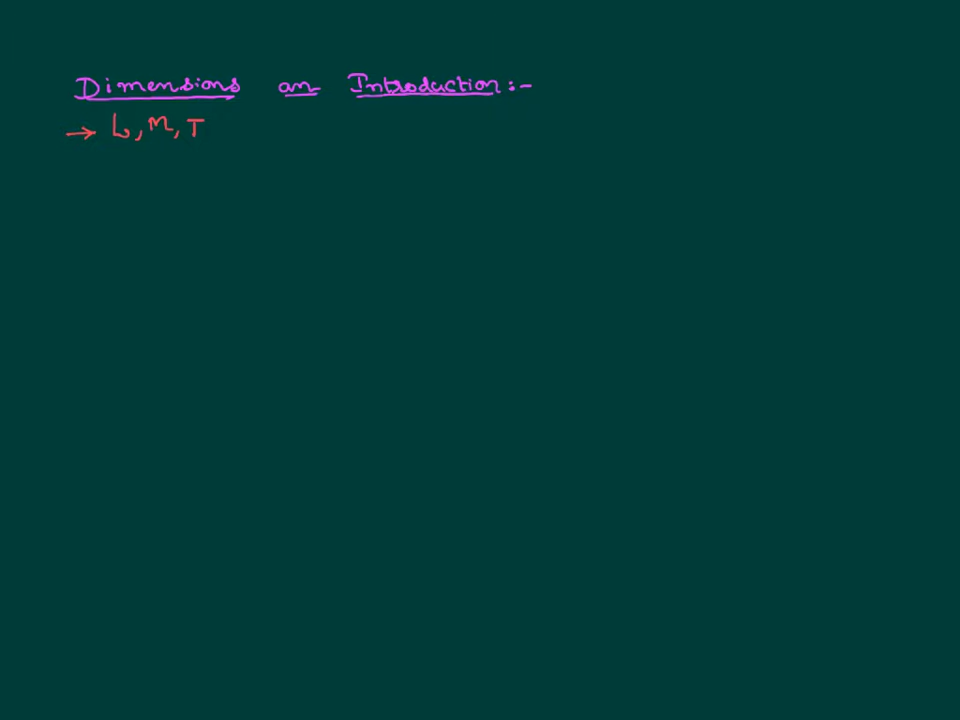 Dimensions an Introduction:-
→ L, M, T